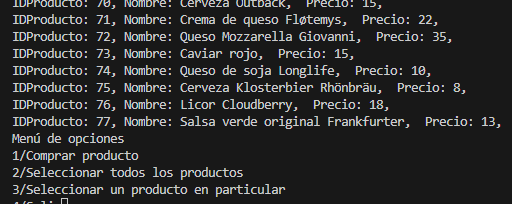 IDProducto: 70, Nombre: Cerveza Outback,  Precio: 15,
IDProducto: 71, Nombre: Crema de queso Fløtemys,  Precio: 22,
IDProducto: 72, Nombre: Queso Mozzarella Giovanni,  Precio: 35,
IDProducto: 73, Nombre: Caviar rojo,  Precio: 15,
IDProducto: 74, Nombre: Queso de soja Longlife,  Precio: 10,
IDProducto: 75, Nombre: Cerveza Klosterbier Rhönbräu,  Precio: 8,
IDProducto: 76, Nombre: Licor Cloudberry,  Precio: 18,
IDProducto: 77, Nombre: Salsa verde original Frankfurter,  Precio: 13,
Menú de opciones
1/Comprar producto
2/Seleccionar todos los productos
3/Seleccionar un producto en particular